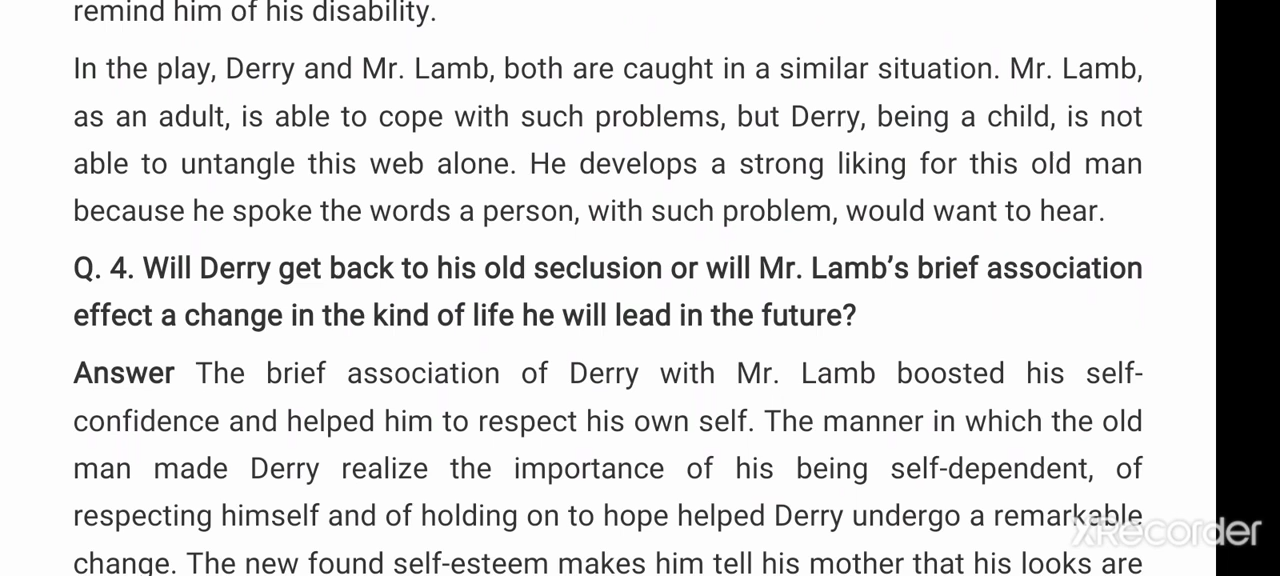 remind him of his disability.
In the play, Derry and Mr. Lamb, both are caught in a similar situation. Mr. Lamb,
as an adult, is able to cope with such problems, but Derry, being a child, is not
able to untangle this web alone. He develops a strong liking for this old man
because he spoke the words a person, with such problem, would want to hear.
Q. 4. Will Derry get back to his old seclusion or will Mr. Lamb’s brief association
effect a change in the kind of life he will lead in the future?
Answer The brief association of Derry with Mr. Lamb boosted his self-
confidence and helped him to respect his own self. The manner in which the old
man made Derry realize the importance of his being self-dependent, of
respecting himself and of holding on to hope helped Derry undergo a remarkable
change. The new found self-esteem makes him tell his mother that his looks are
XRecorder